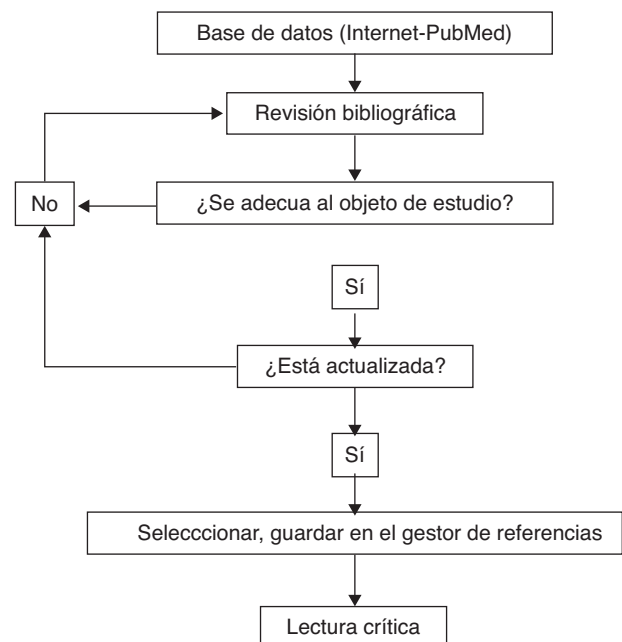 Base de datos (Internet-PubMed)
Revisión bibliográfica
No
¿Se adecua al objeto de estudio?
Sí
¿Está actualizada?
Sí
Selecccionar, guardar en el gestor de referencias
Lectura crítica